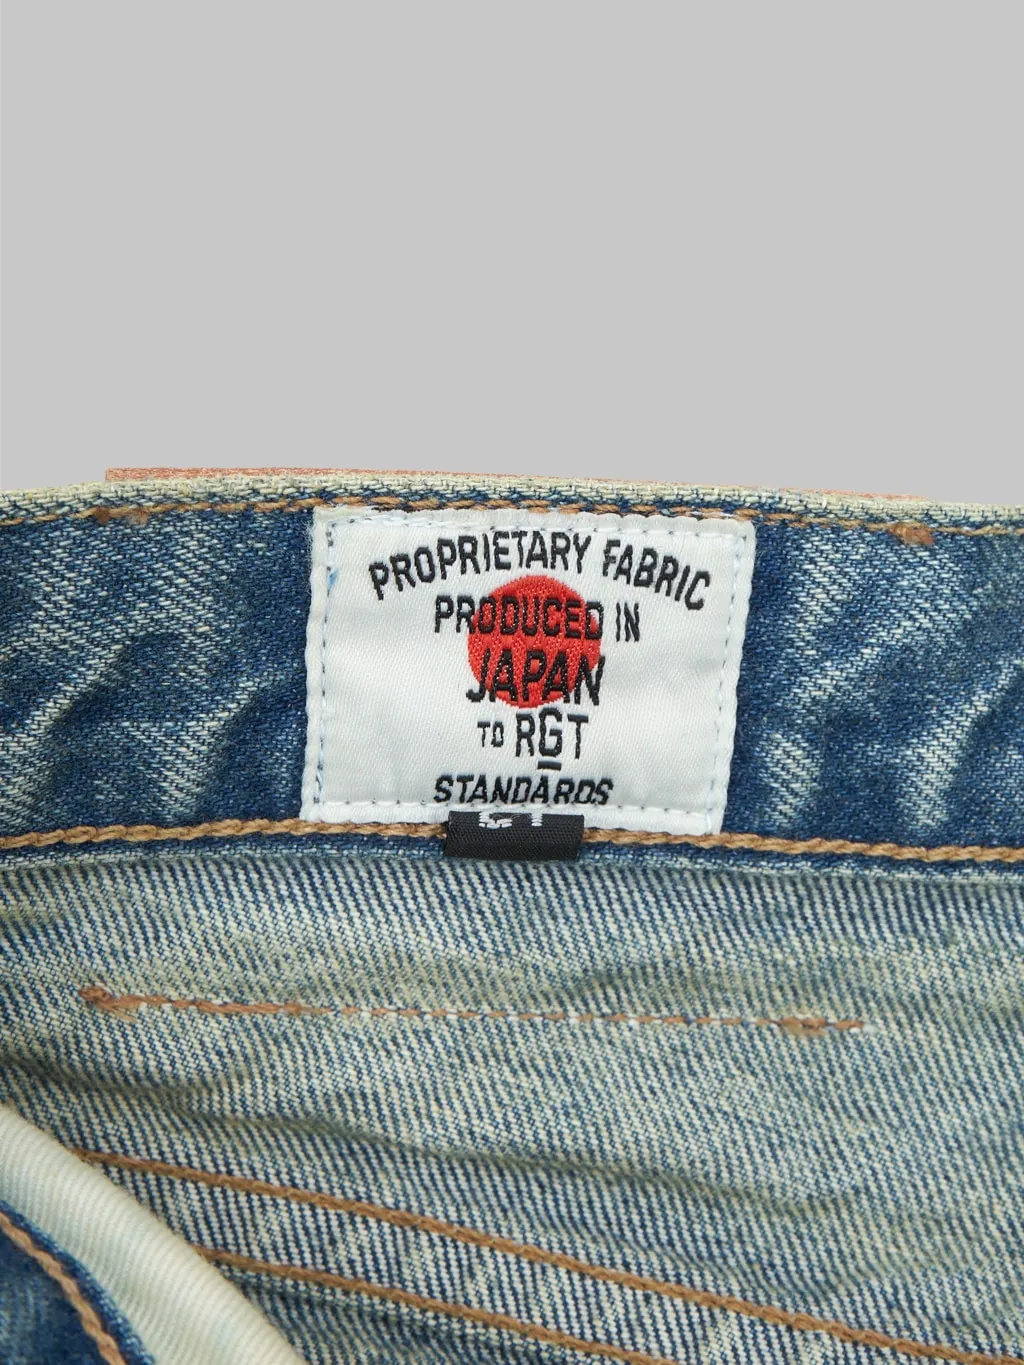 PROPRIETARY FABRIC
PRODUCED IN
JAPAN
TO RGT
STANDARDS